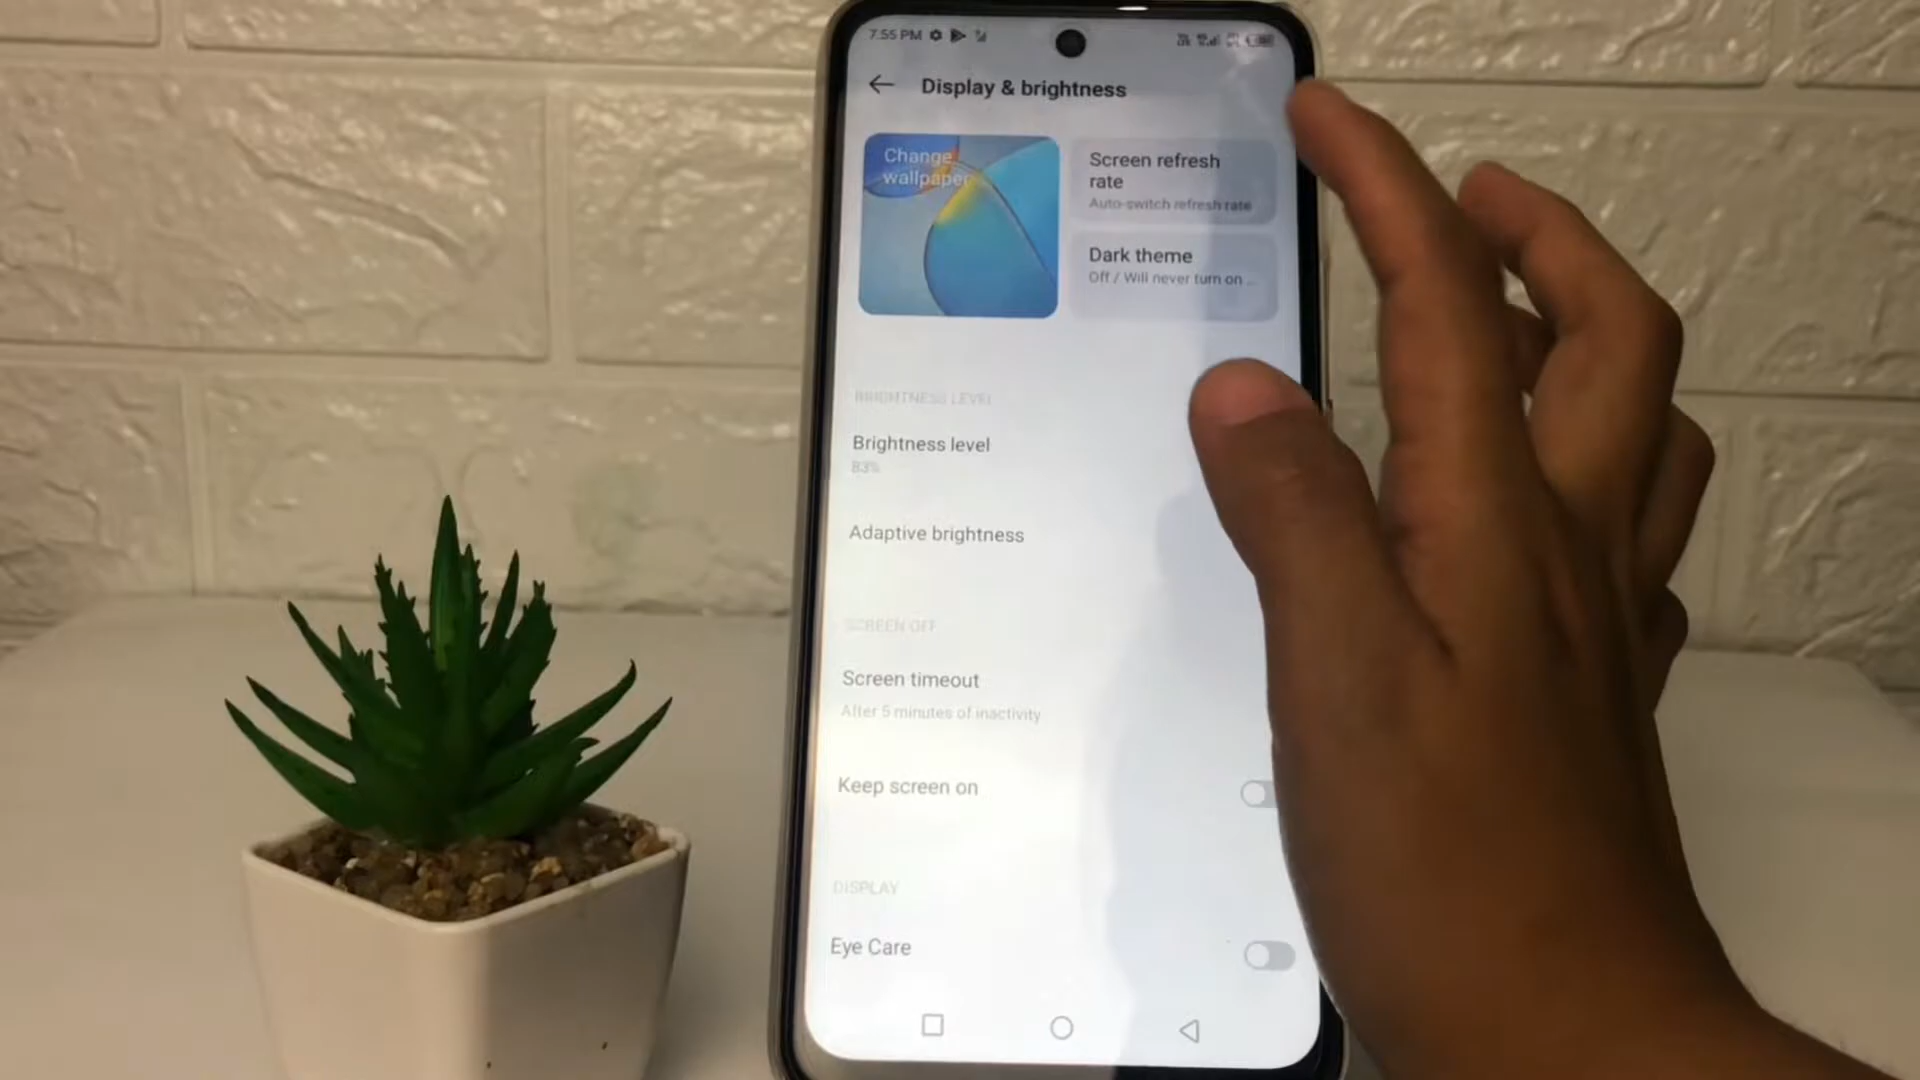 7:55 PM
Display & brightness
Change
wallpaper
Screen refresh
rate
Auto-switch refresh rate
Dark theme
Off / Will never turn on ...
BRIGHTNESS LEVEL
Brightness level
83%
Adaptive brightness
SCREEN OFF
Screen timeout
After 5 minutes of inactivity
Keep screen on
DISPLAY
Eye Care